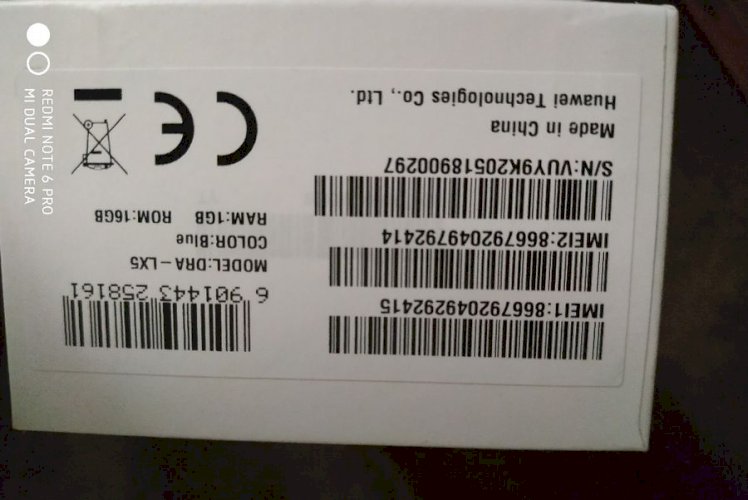 IMEI1:866792049292415
IMEI2:866792049792414
S/N:VUY9K20518900297
Made in China
Huawei Technologies Co., Ltd.
6 901443 258161
MODEL:DRA-LX5
COLOR:Blue
RAM:1GB ROM:16GB
CE
REDMI NOTE 6 PRO
MI DUAL CAMERA